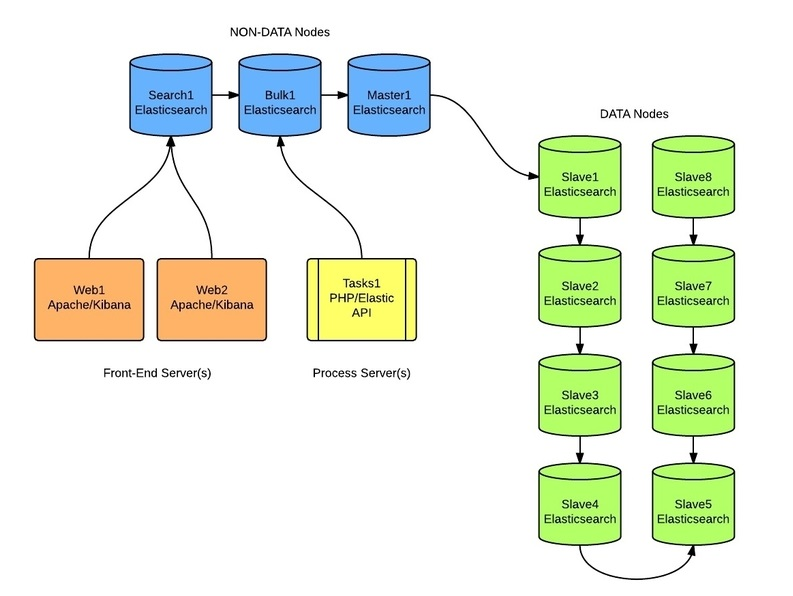 NON-DATA Nodes
Search1
Elasticsearch
Bulk1
Elasticsearch
Master1
Elasticsearch
Web1
Apache/Kibana
Web2
Apache/Kibana
Tasks1
PHP/Elastic
API
Front-End Server(s)
Process Server(s)
DATA Nodes
Slave1
Elasticsearch
Slave8
Elasticsearch
Slave2
Elasticsearch
Slave7
Elasticsearch
Slave3
Elasticsearch
Slave6
Elasticsearch
Slave4
Elasticsearch
Slave5
Elasticsearch